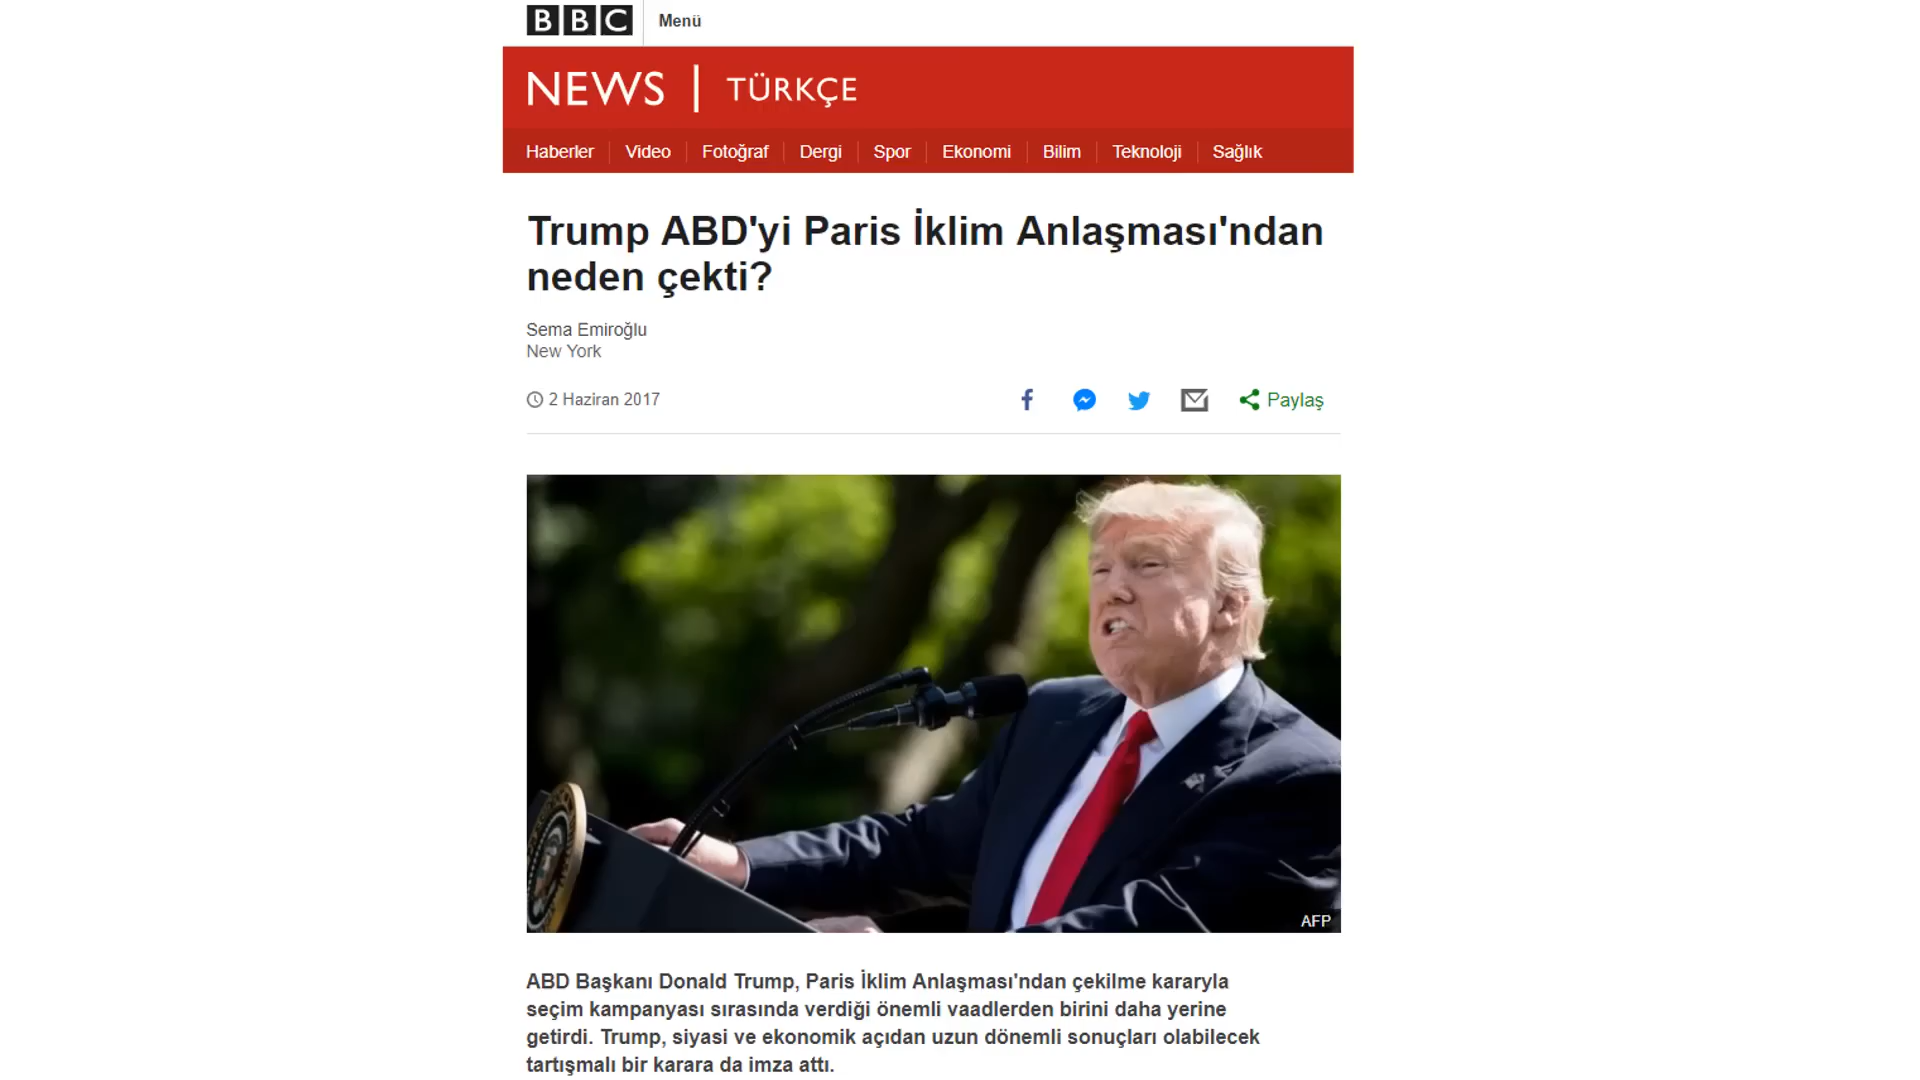 BBC Menü
NEWS | TÜRKÇE
Haberler Video Fotoğraf Dergi Spor Ekonomi Bilim Teknoloji Sağlık
Trump ABD'yi Paris İklim Anlaşması'ndan
neden çekti?
Sema Emiroğlu
New York
2 Haziran 2017
Paylaş
AFP
ABD Başkanı Donald Trump, Paris İklim Anlaşması'ndan çekilme kararıyla
seçim kampanyası sırasında verdiği önemli vaadlerden birini daha yerine
getirdi. Trump, siyasi ve ekonomik açıdan uzun dönemli sonuçları olabilecek
tartışmalı bir karara da imza attı.